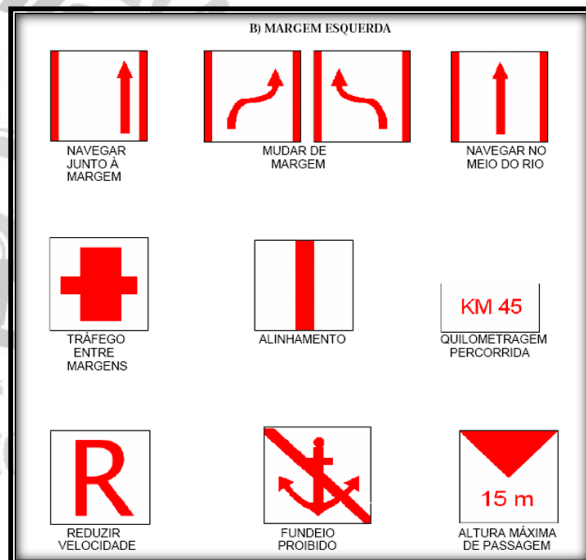 B) MARGEM ESQUERDA
NAVEGAR
JUNTO À
MARGEM
MUDAR DE
MARGEM
NAVEGAR NO
MEIO DO RIO
TRÁFEGO
ENTRE
MARGENS
ALINHAMENTO
KM 45
QUILOMETRAGEM
PERCORRIDA
R
REDUZIR
VELOCIDADE
FUNDEIO
PROIBIDO
15 m
ALTURA MÁXIMA
DE PASSAGEM